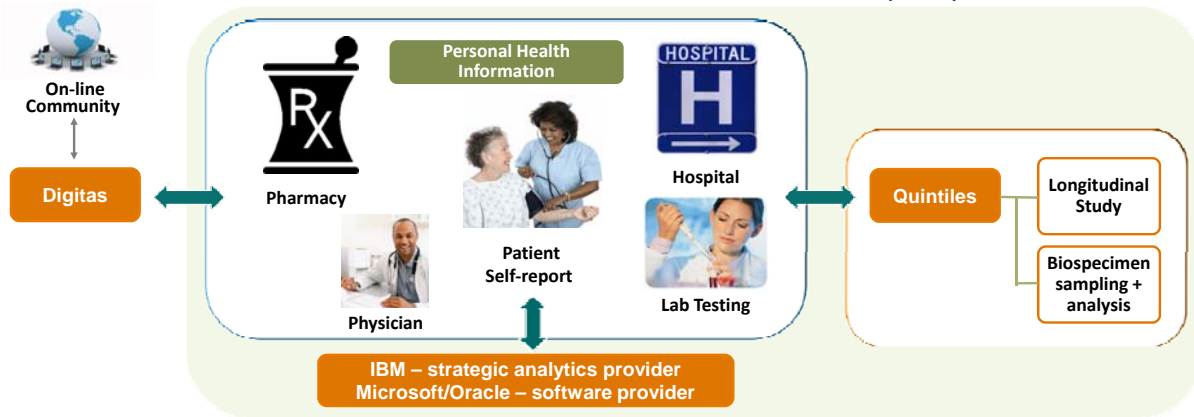 On-line
Community
Digitas
Personal Health
Information
RX
Pharmacy
Physician
Patient
Self-report
HOSPITAL
H
Hospital
Lab Testing
Quintiles
Longitudinal
Study
Biospecimen
sampling +
analysis
IBM – strategic analytics provider
Microsoft/Oracle – software provider